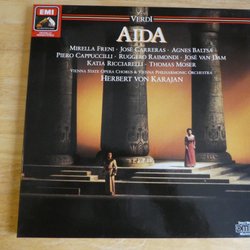 EMI
VERDI
AIDA
MIRELLA FRENI · JOSÉ CARRERAS · AGNES BALTSA
PIERO CAPPUCCILLI · RUGGERO RAIMONDI · JOSÉ VAN DAM
KATIA RICCIARELLI · THOMAS MOSER
VIENNA STATE OPERA CHORUS & VIENNA PHILHARMONIC ORCHESTRA
HERBERT VON KARAJAN